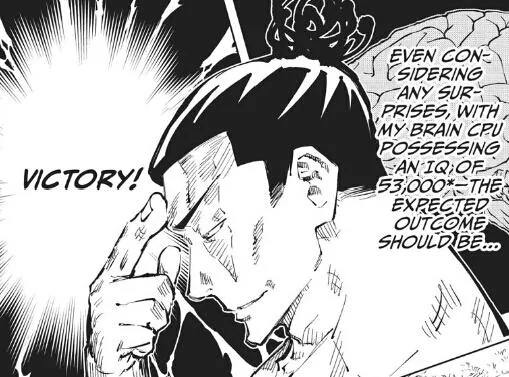 EVEN CON-
SIDERING
ANY SUR-
PRISES, WITH
MY BRAIN CPU
POSSESSING
AN IQ OF
53,000*—THE
EXPECTED
OUTCOME
SHOULD BE...
VICTORY!